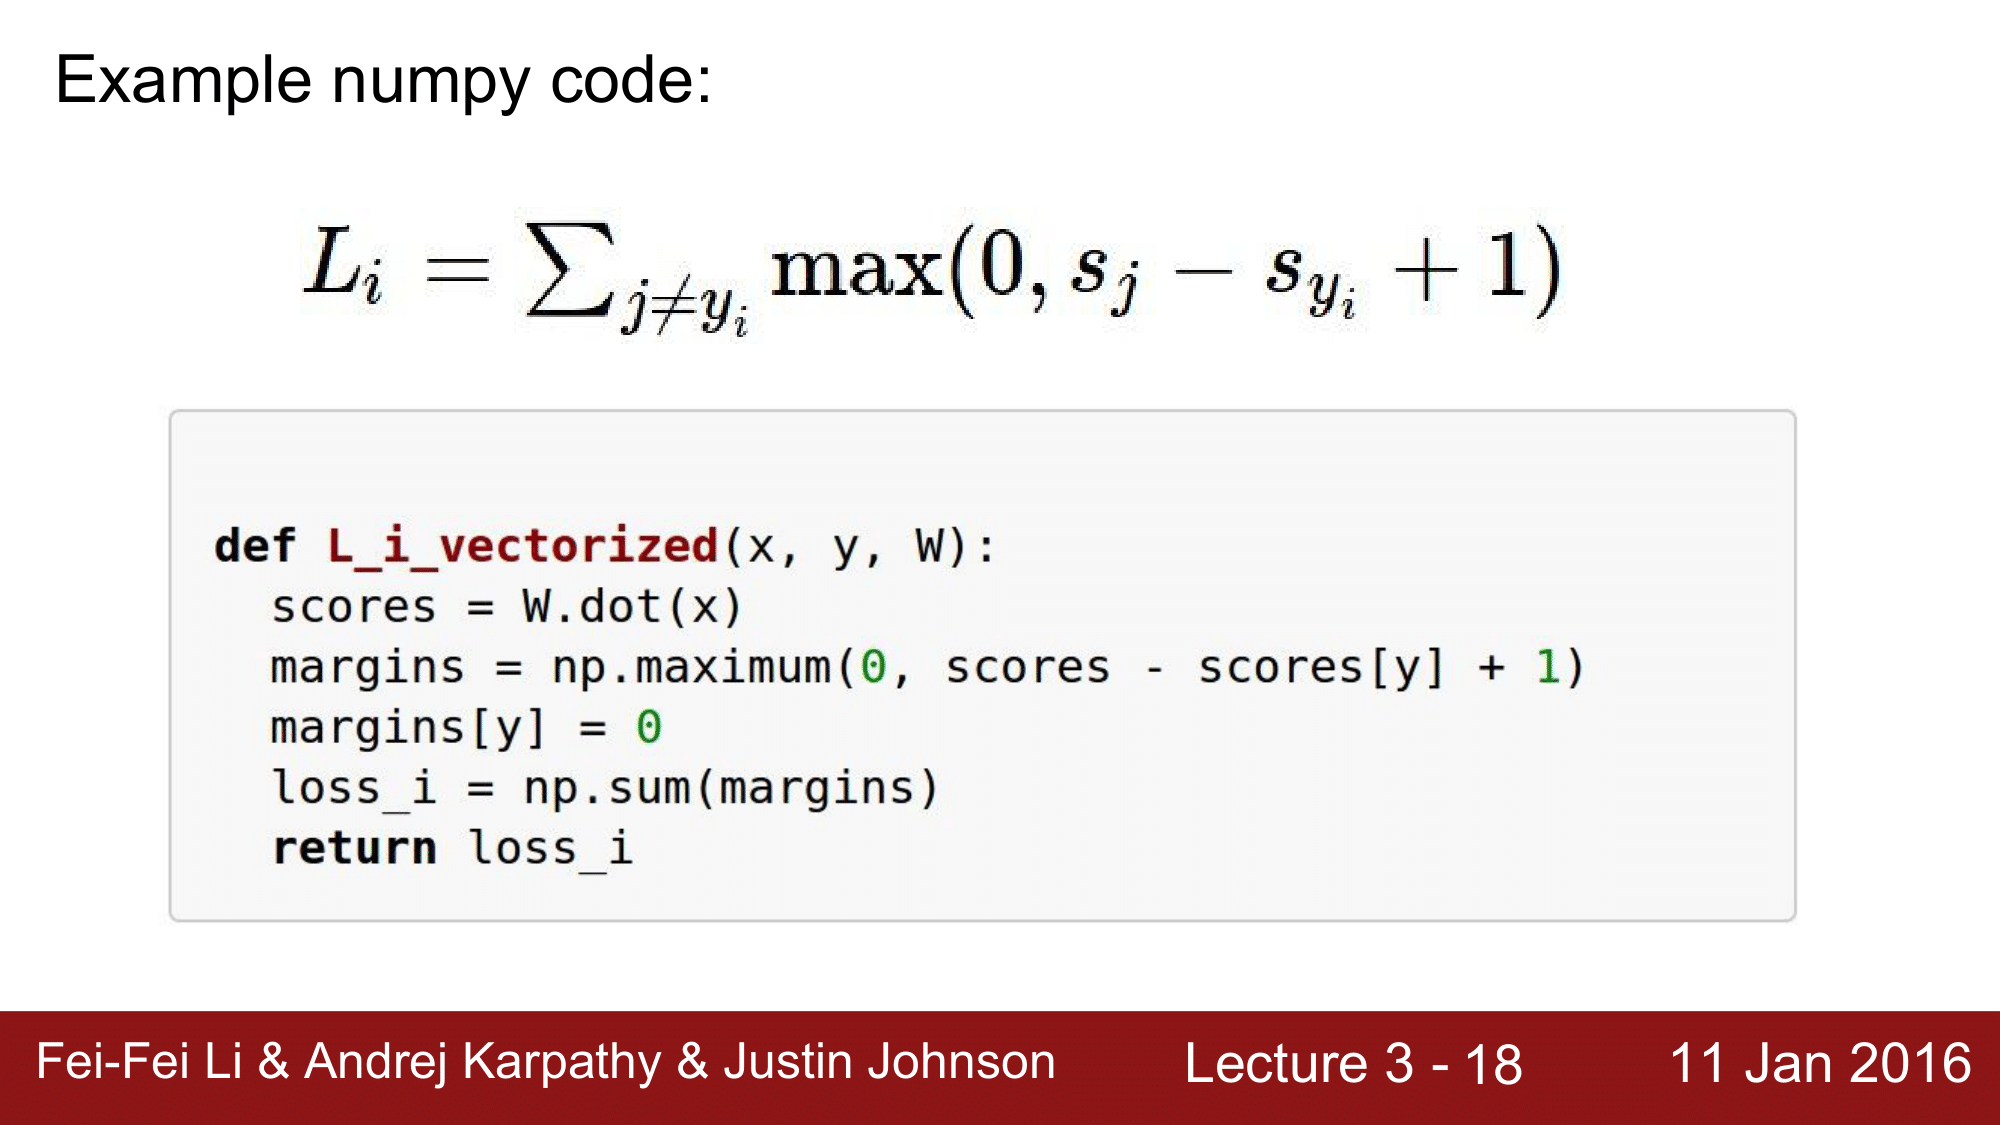 Example numpy code:
L_i = ∑_{j≠y_i} max(0, s_j − s_{y_i} + 1)
def L_i_vectorized(x, y, W):
  scores = W.dot(x)
  margins = np.maximum(0, scores - scores[y] + 1)
  margins[y] = 0
  loss_i = np.sum(margins)
  return loss_i
Fei-Fei Li & Andrej Karpathy & Justin Johnson Lecture 3 - 18 11 Jan 2016